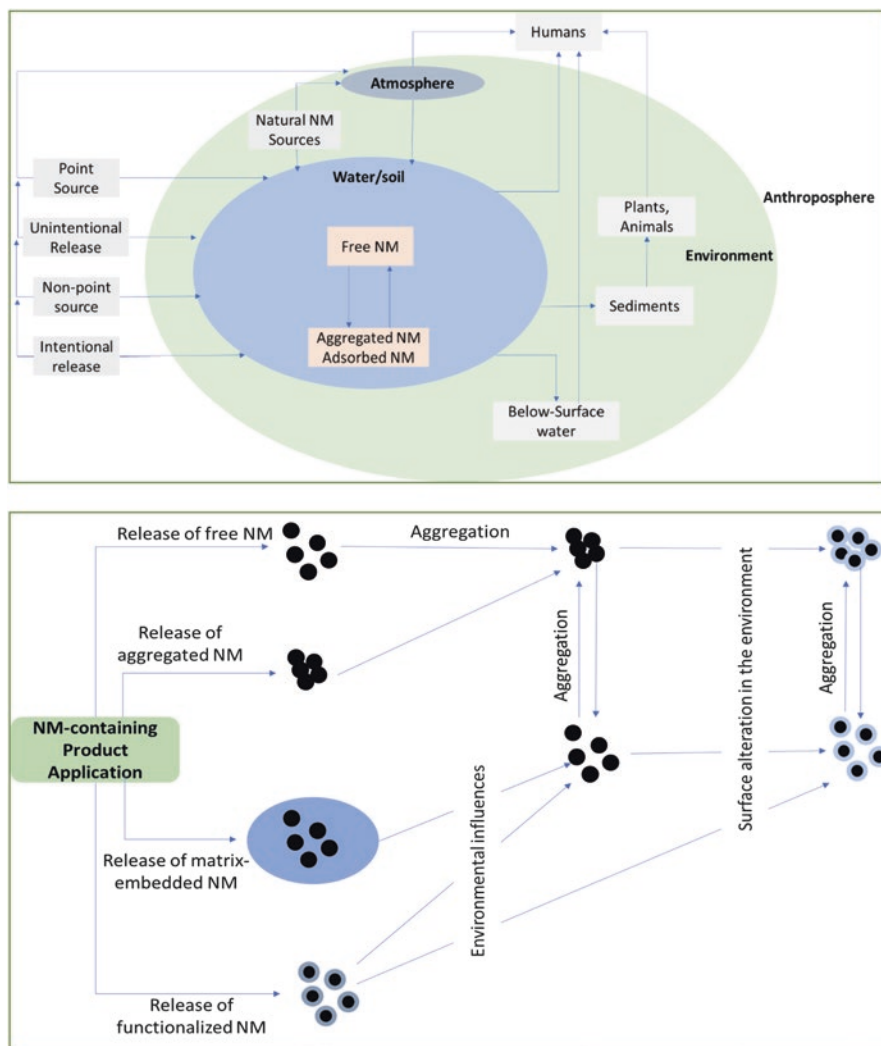 Humans
Atmosphere
Natural NM
Sources
Point
Source
Water/soil
Anthroposphere
Plants,
Animals
Unintentional
Release
Free NM
Environment
Non-point
source
Sediments
Intentional
release
Aggregated NM
Adsorbed NM
Below-Surface
water
Release of free NM
Aggregation
Release of
aggregated NM
Aggregation
Surface alteration in the environment
Aggregation
NM-containing
Product
Application
Environmental influences
Release of matrix-
embedded NM
Release of
functionalized NM